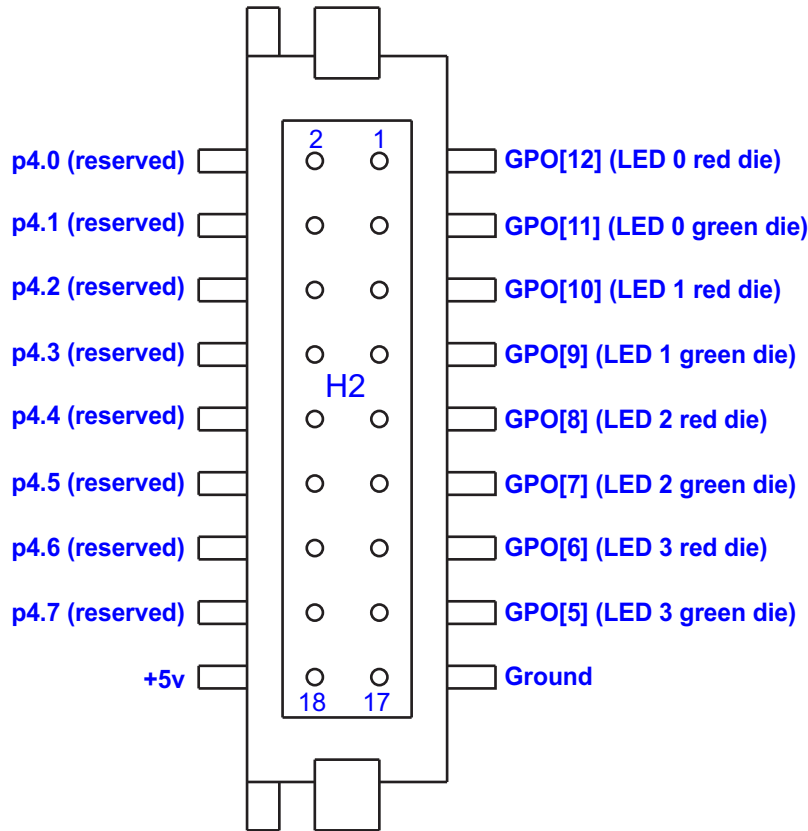 2 1
p4.0 (reserved) GPO[12] (LED 0 red die)
p4.1 (reserved) GPO[11] (LED 0 green die)
p4.2 (reserved) GPO[10] (LED 1 red die)
p4.3 (reserved) GPO[9] (LED 1 green die)
H2
p4.4 (reserved) GPO[8] (LED 2 red die)
p4.5 (reserved) GPO[7] (LED 2 green die)
p4.6 (reserved) GPO[6] (LED 3 red die)
p4.7 (reserved) GPO[5] (LED 3 green die)
+5v Ground
18 17